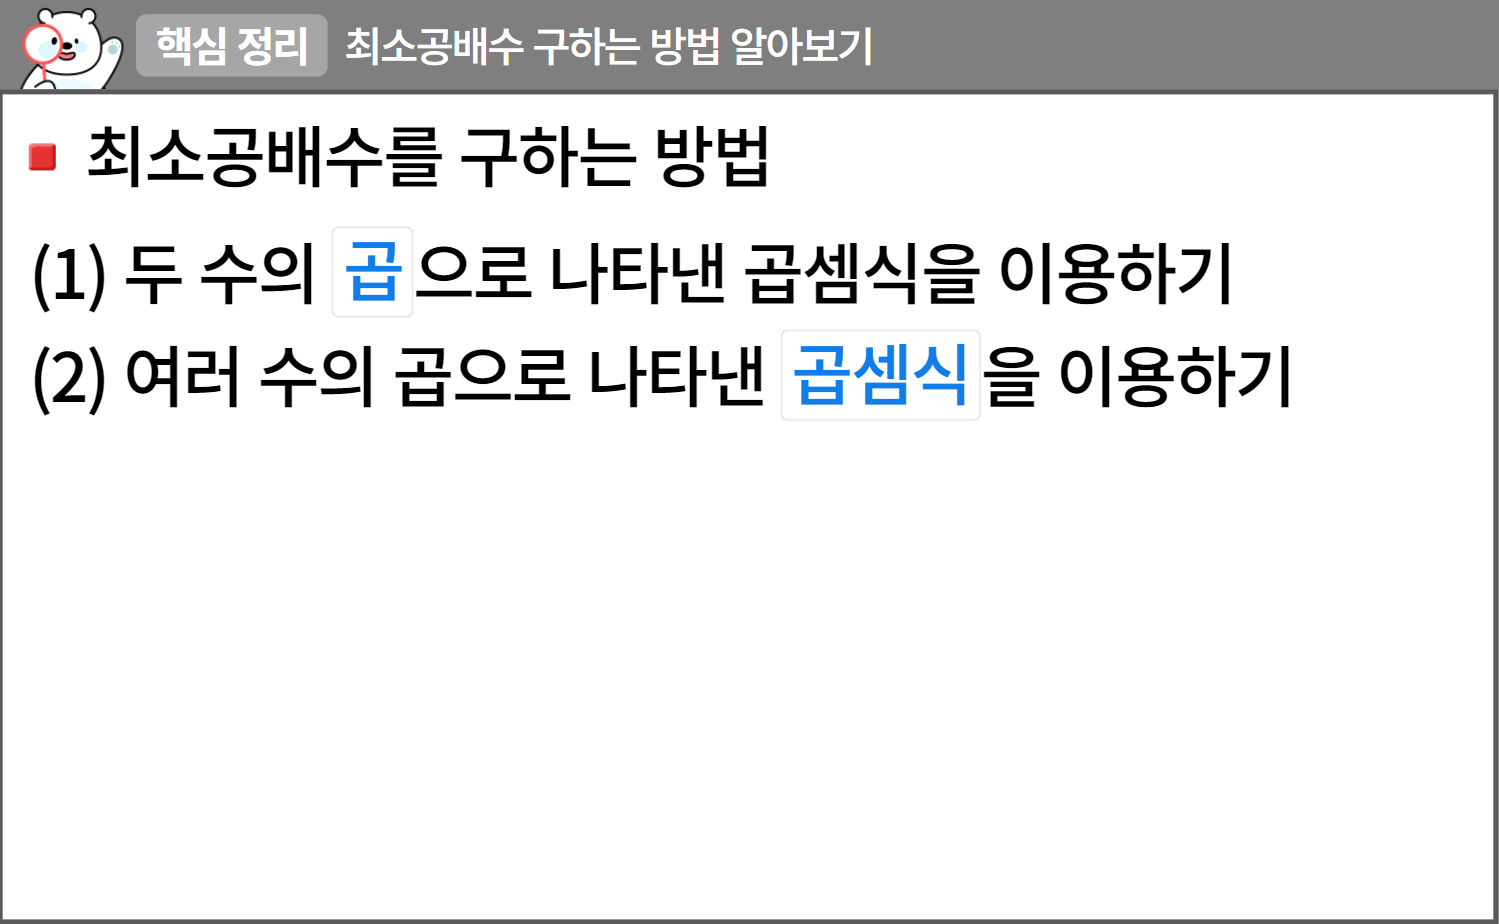 핵심 정리 최소공배수 구하는 방법 알아보기
최소공배수를 구하는 방법
(1) 두 수의 곱으로 나타낸 곱셈식을 이용하기
(2) 여러 수의 곱으로 나타낸 곱셈식을 이용하기